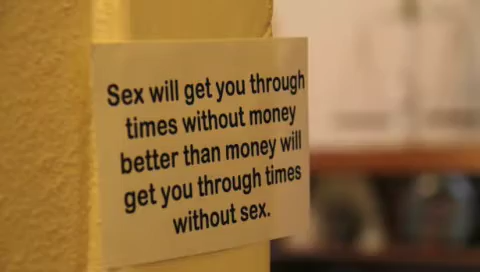 Sex will get you through
times without money
better than money will
get you through times
without sex.